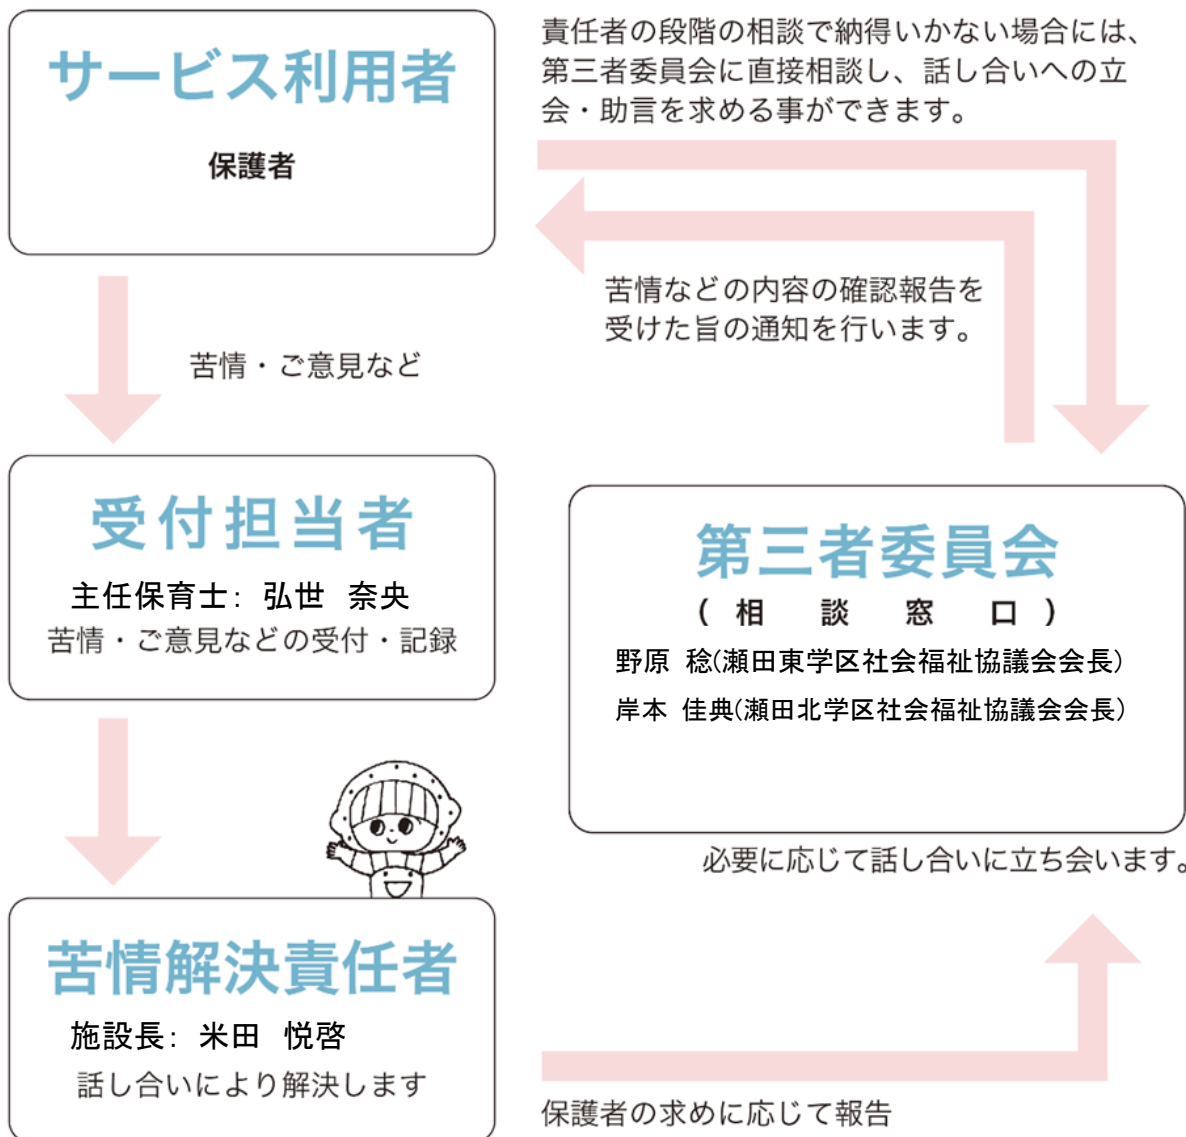 サービス利用者
保護者
責任者の段階の相談で納得いかない場合には、
第三者委員会に直接相談し、話し合いへの立
会・助言を求める事ができます。
苦情などの内容の確認報告を
受けた旨の通知を行います。
苦情・ご意見など
受付担当者
主任保育士： 弘世 奈央
苦情・ご意見などの受付・記録
第三者委員会
(相談窓口)
野原 稔(瀬田東学区社会福祉協議会会長)
岸本 佳典(瀬田北学区社会福祉協議会会長)
必要に応じて話し合いに立ち会います。
苦情解決責任者
施設長： 米田 悦啓
話し合いにより解決します
保護者の求めに応じて報告